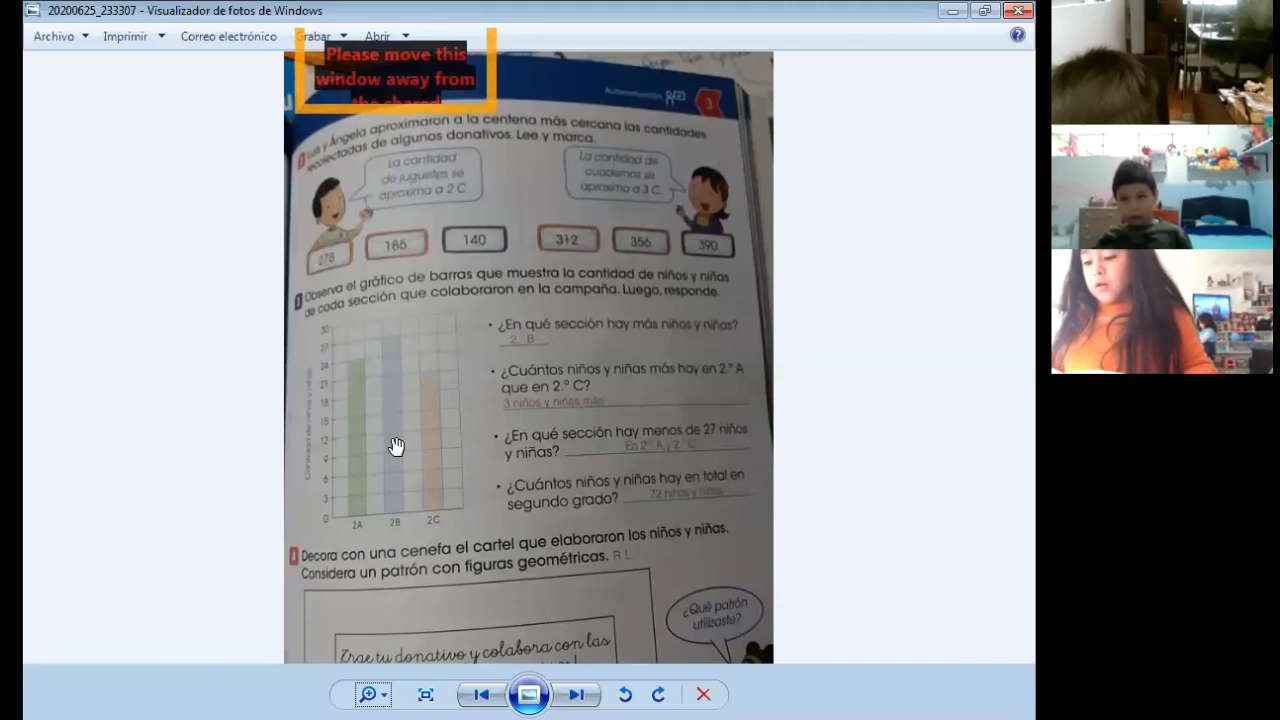 20200625_233307 - Visualizador de fotos de Windows
Archivo Imprimir Correo electrónico Grabar Abrir
Please move this
window away from
the shared
Autoevaluación
3
Luis y Ángela aproximaron a la centena más cercana las cantidades
recolectadas de algunos donativos. Lee y marca.
La cantidad
de juguetes se
aproxima a 2 C
La cantidad de
cuadernos se
aproxima a 3 C
278 185 140 312 356 390
Observa el gráfico de barras que muestra la cantidad de niños y niñas
de cada sección que colaboraron en la campaña. Luego, responde.
Cantidad de niños y niñas
30
27
24
21
18
15
12
9
6
3
0
2A 2B 2C
• ¿En qué sección hay más niños y niñas?
2.° B
• ¿Cuántos niños y niñas más hay en 2.° A
que en 2.° C?
3 niños y niñas más
• ¿En qué sección hay menos de 27 niños
y niñas? En 2.° A y 2.° C
• ¿Cuántos niños y niñas hay en total en
segundo grado? 72 niños y niñas
Decora con una cenefa el cartel que elaboraron los niños y niñas.
Considera un patrón con figuras geométricas. R. L.
¿Qué patrón
utilizaste?
Trae tu donativo y colabora con las